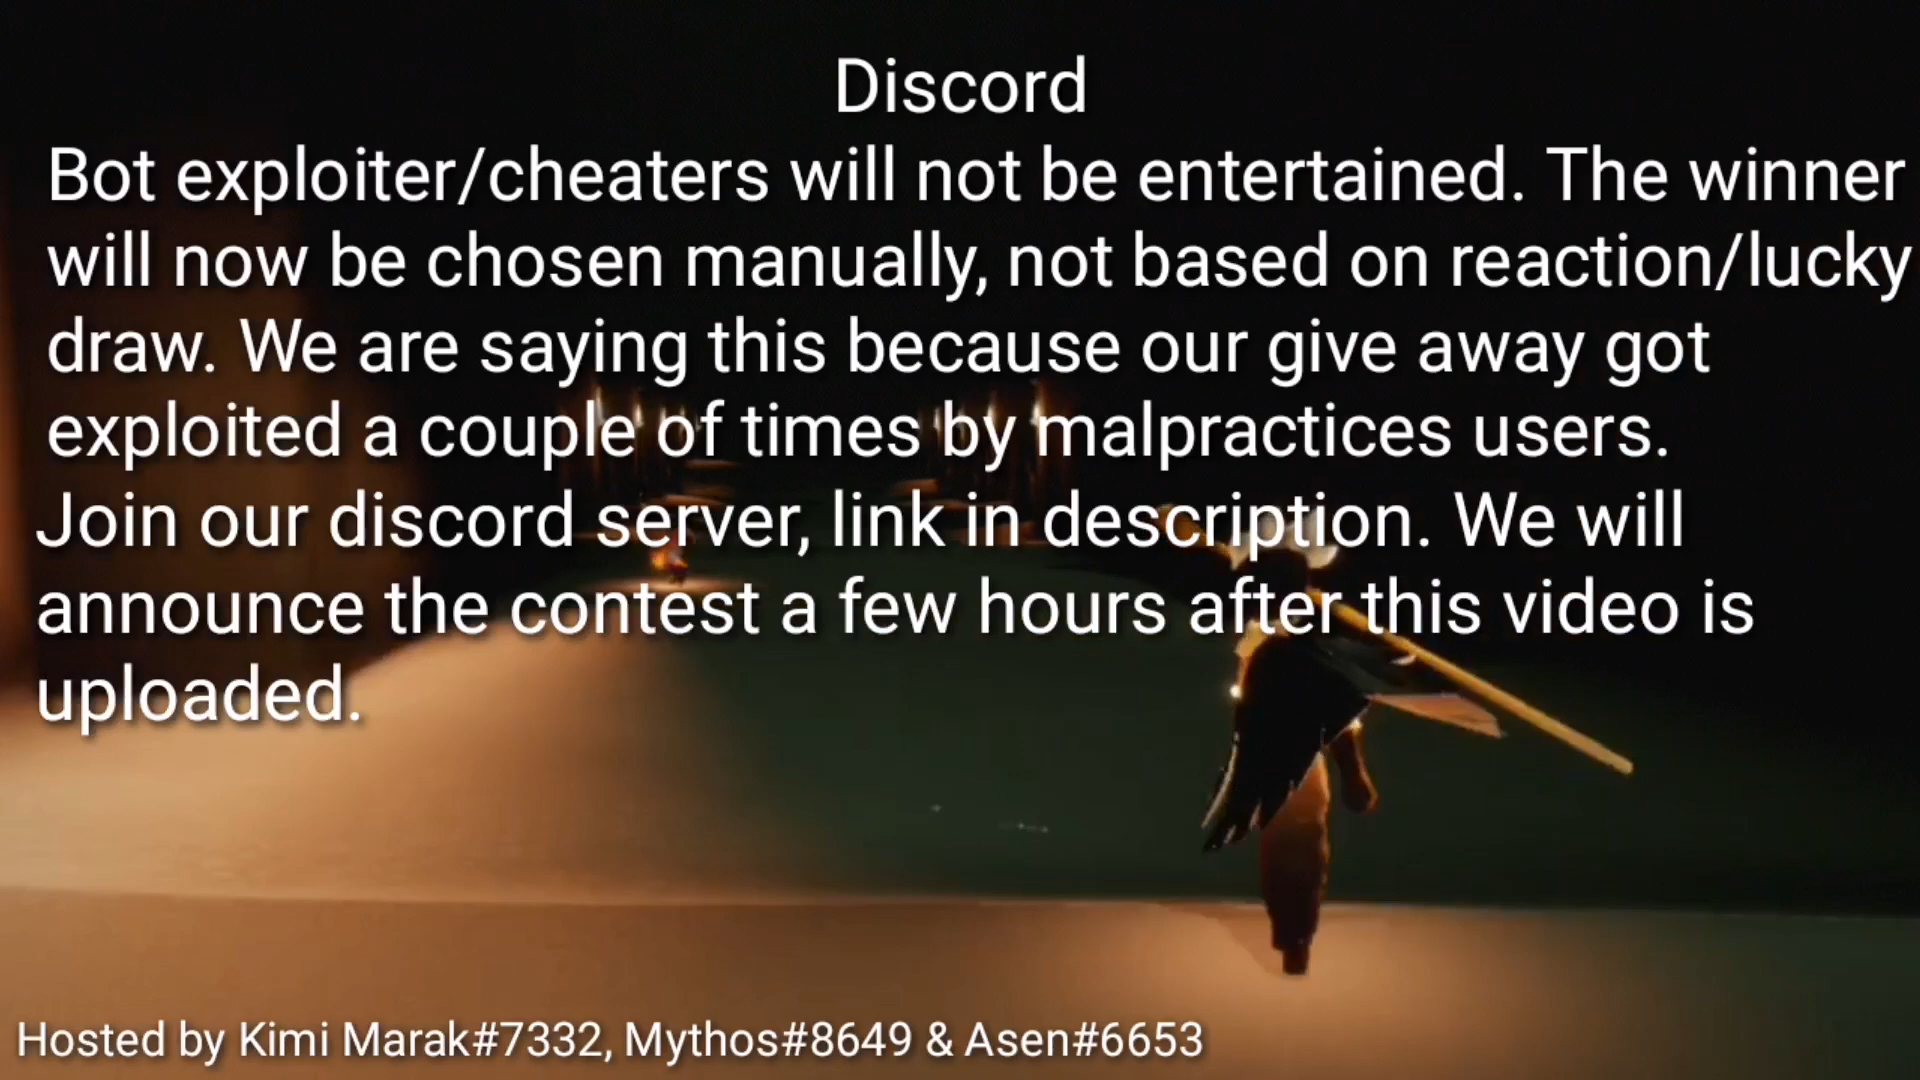 Discord
Bot exploiter/cheaters will not be entertained. The winner
will now be chosen manually, not based on reaction/lucky
draw. We are saying this because our give away got
exploited a couple of times by malpractices users.
Join our discord server, link in description. We will
announce the contest a few hours after this video is
uploaded.
Hosted by Kimi Marak#7332, Mythos#8649 & Asen#6653